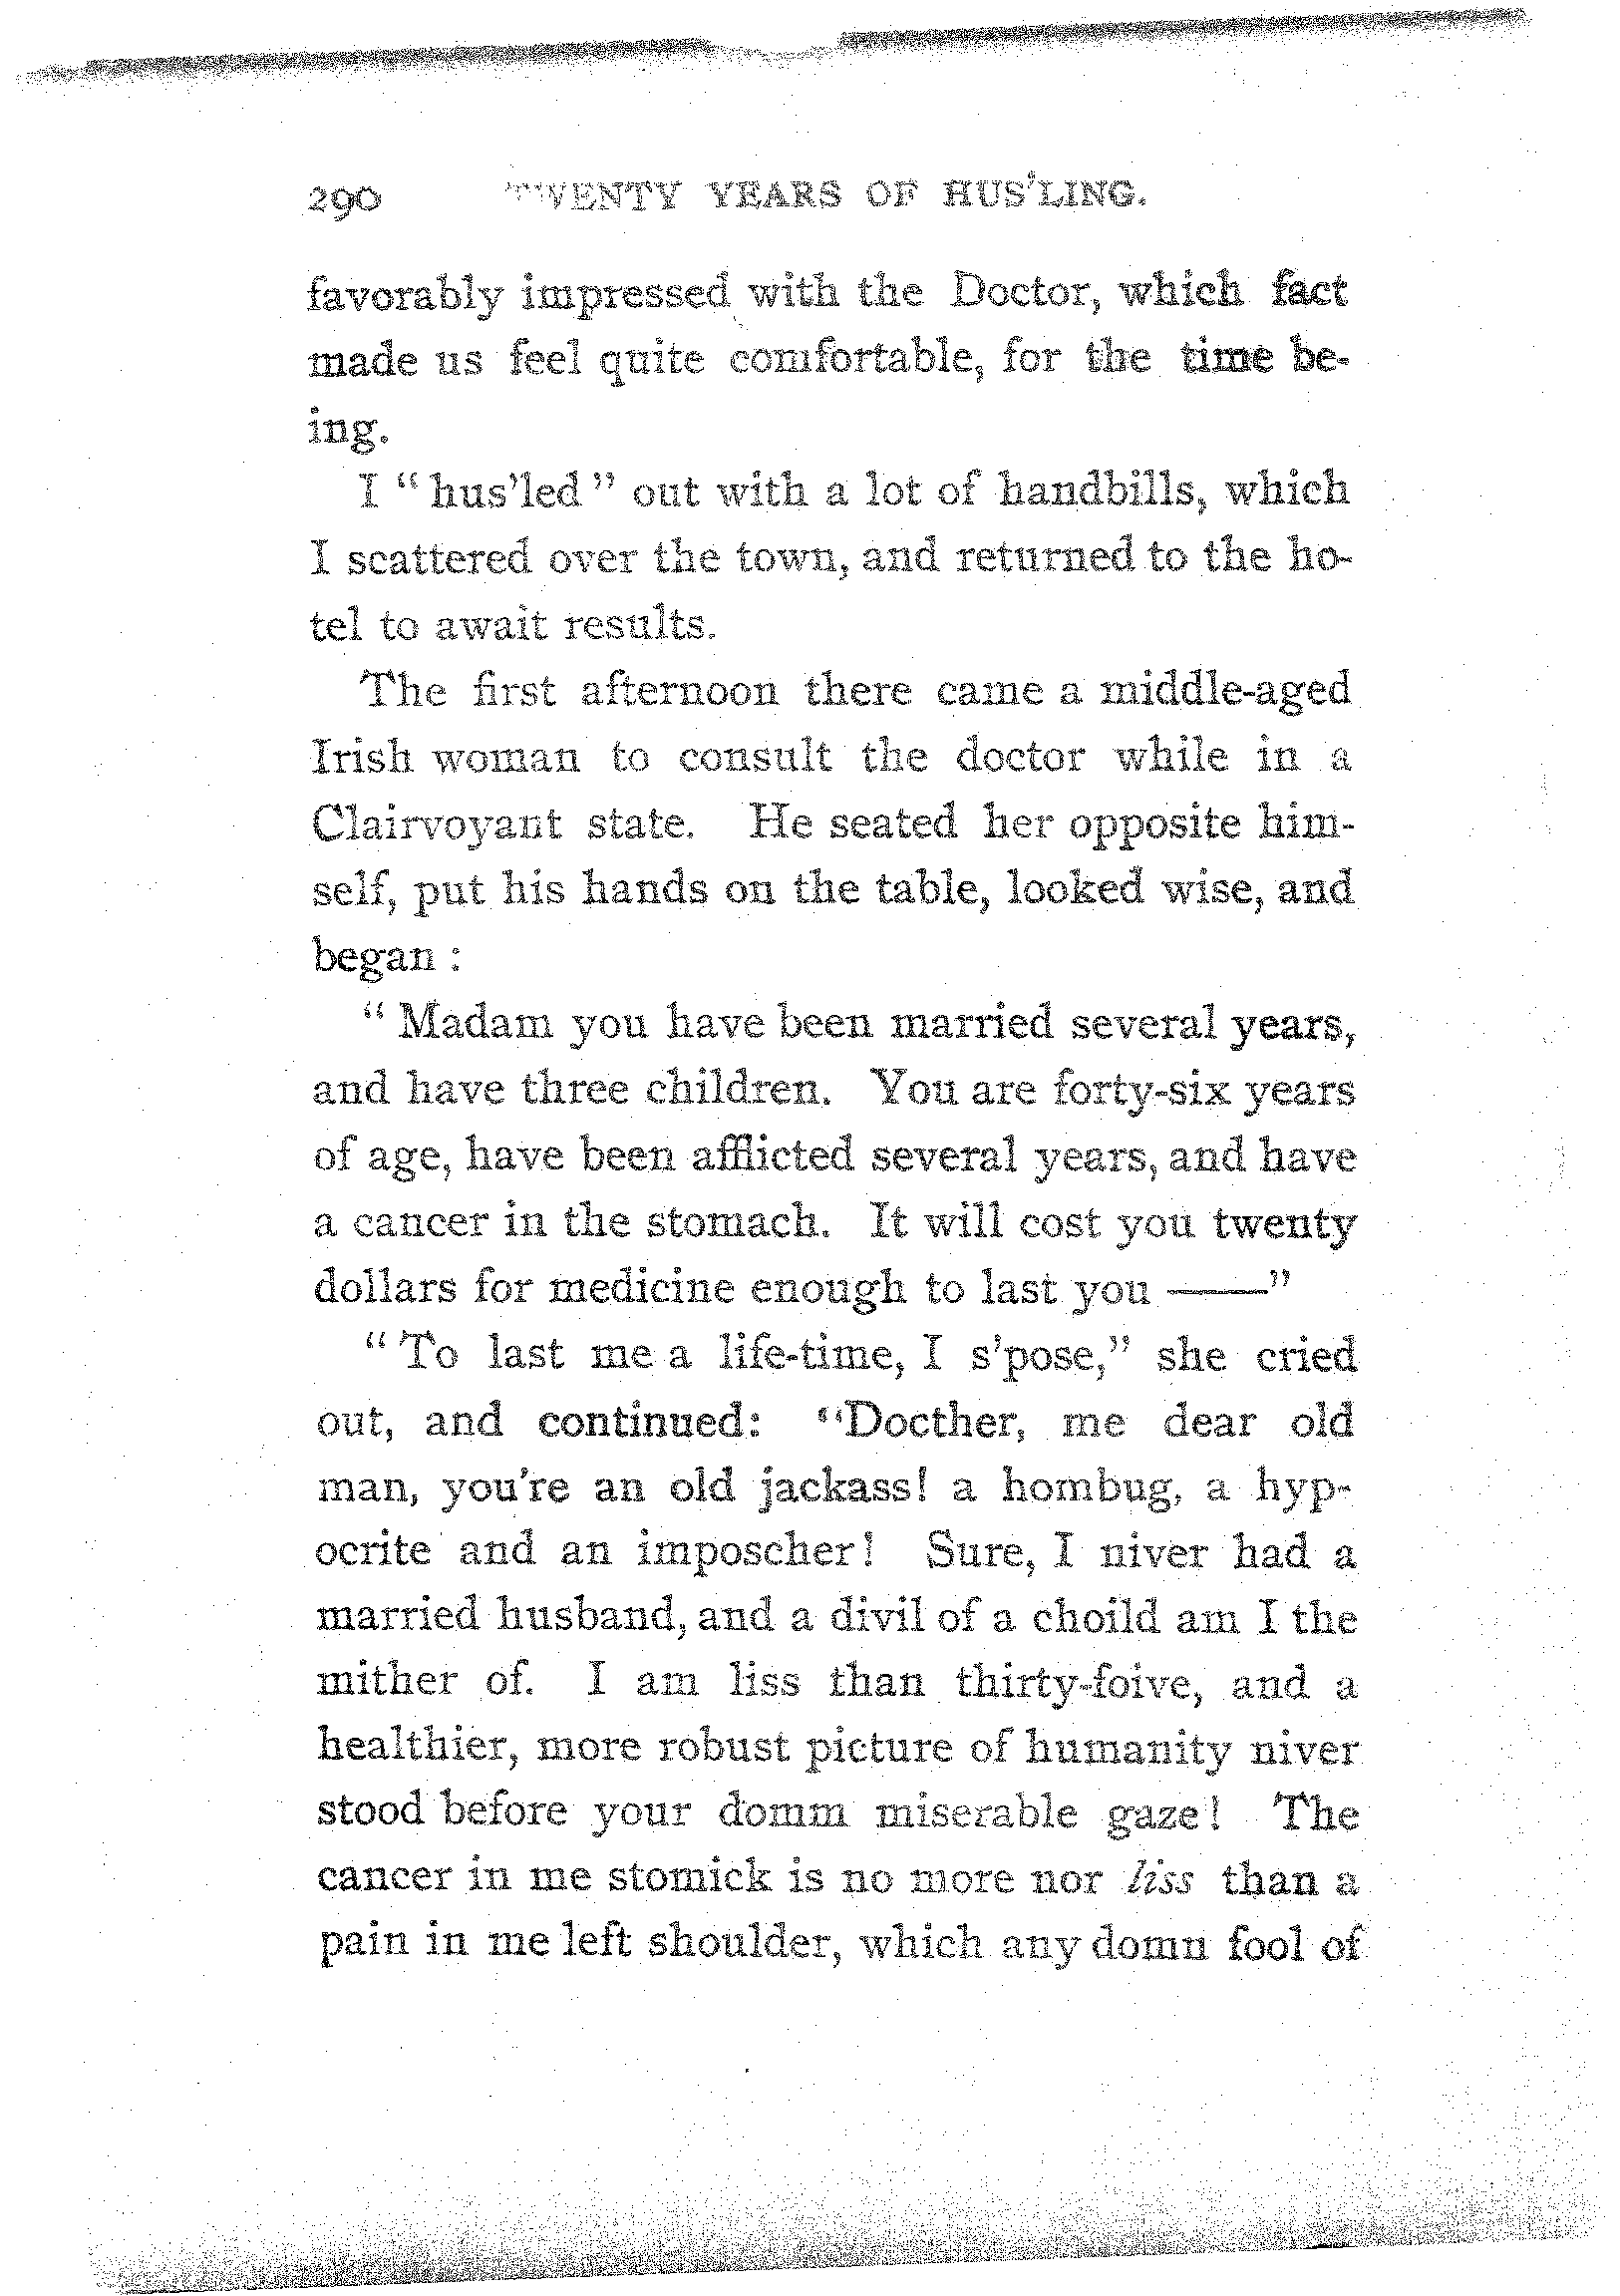 290 TWENTY YEARS OF HUS'LING.
favorably impressed with the Doctor, which fact
made us feel quite comfortable, for the time be-
ing.
I “ hus’led ” out with a lot of handbills, which
I scattered over the town, and returned to the ho-
tel to await results.
The first afternoon there came a middle-aged
Irish woman to consult the doctor while in a
Clairvoyant state. He seated her opposite him-
self, put his hands on the table, looked wise, and
began :
“ Madam you have been married several years,
and have three children. You are forty-six years
of age, have been afflicted several years, and have
a cancer in the stomach. It will cost you twenty
dollars for medicine enough to last you ——”
“ To last me a life-time, I s’pose,” she cried
out, and continued: “Docther, me dear old
man, you're an old jackass! a hombug, a hyp-
ocrite and an imposcher! Sure, I niver had a
married husband, and a divil of a choild am I the
mither of. I am liss than thirty-foive, and a
healthier, more robust picture of humanity niver
stood before your domm miserable gaze! The
cancer in me stomick is no more nor liss than a
pain in me left shoulder, which any domn fool of